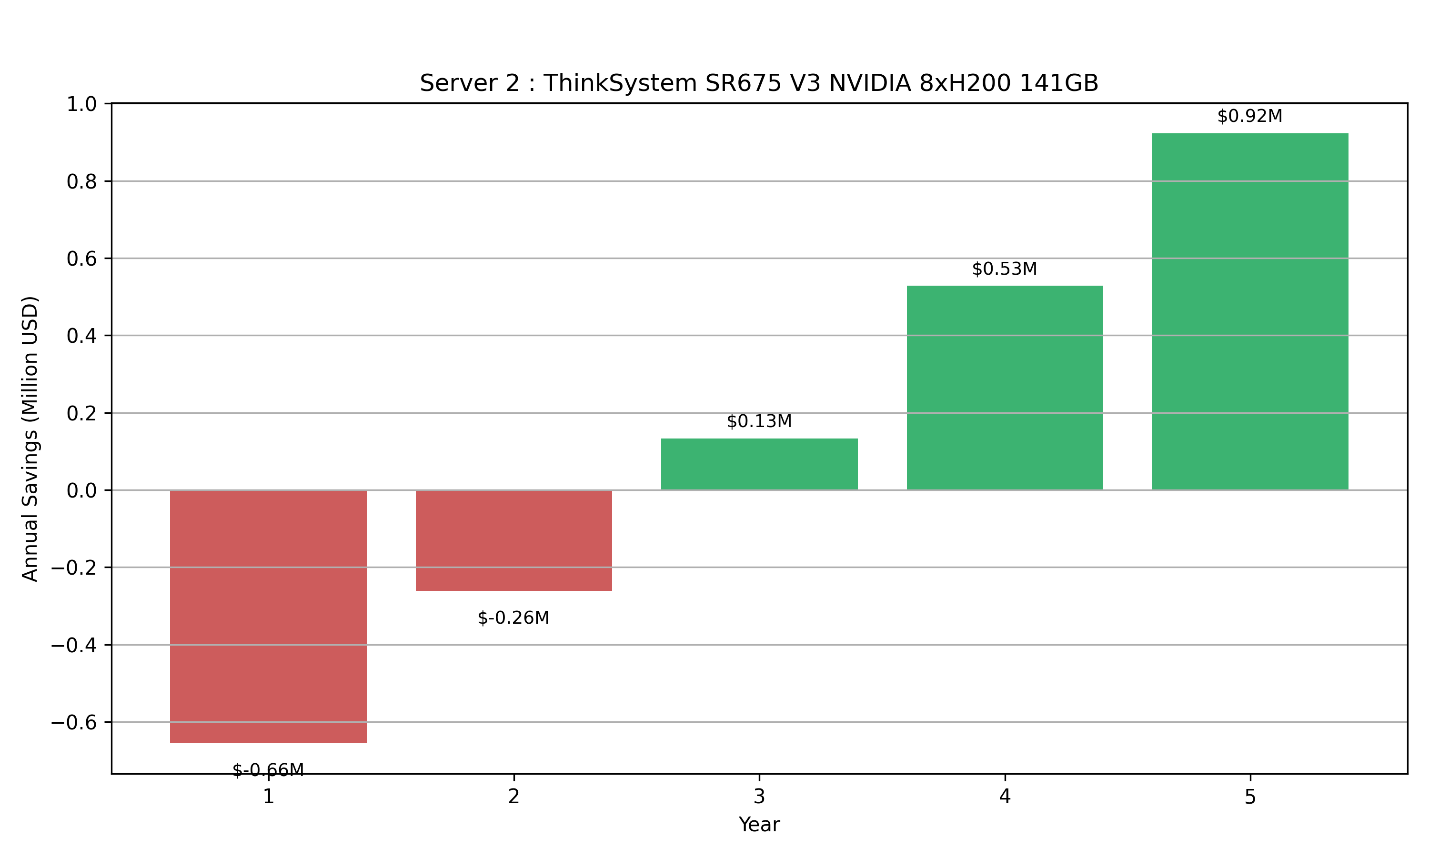 Server 2 : ThinkSystem SR675 V3 NVIDIA 8xH200 141GB
1.0
0.8
0.6
0.4
0.2
0.0
−0.2
−0.4
−0.6
Annual Savings (Million USD)
$-0.66M
$-0.26M
$0.13M
$0.53M
$0.92M
1 2 3 4 5
Year